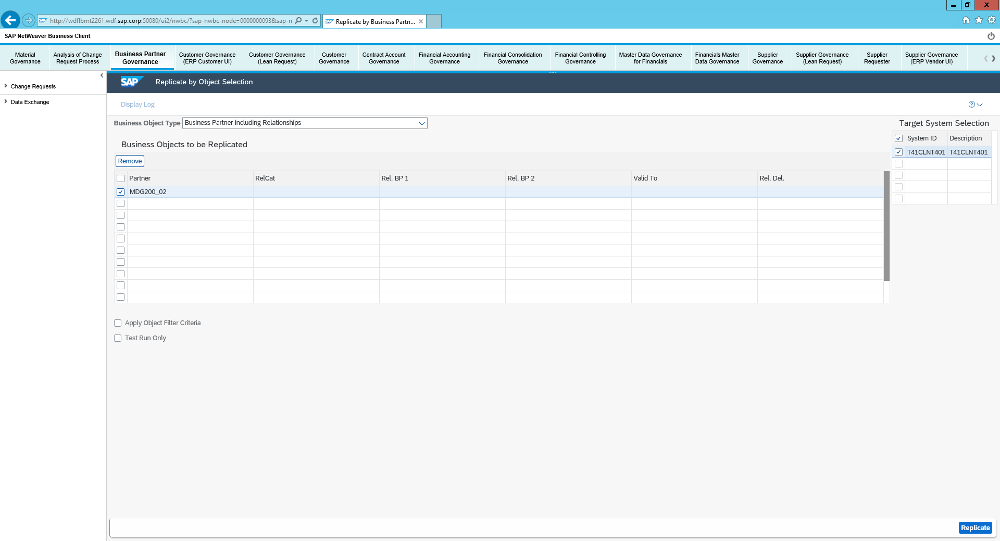 http://wdflbmt2261.wdf.sap.corp:50080/ui2/nwbc/?sap-nwbc-node=0000000093&sap-n
Replicate by Business Partn...
SAP NetWeaver Business Client
Material Governance
Analysis of Change Request Process
Business Partner Governance
Customer Governance (ERP Customer UI)
Customer Governance (Lean Request)
Customer Governance
Contract Account Governance
Financial Accounting Governance
Financial Consolidation Governance
Financial Controlling Governance
Master Data Governance for Financials
Financials Master Data Governance
Supplier Governance
Supplier Governance (Lean Request)
Supplier Requester
Supplier Governance (ERP Vendor UI)
Change Requests
Data Exchange
SAP
Replicate by Object Selection
Display Log
Business Object Type Business Partner including Relationships
Business Objects to be Replicated
Remove
Partner RelCat Rel. BP 1 Rel. BP 2 Valid To Rel. Del.
MDG200_02
Apply Object Filter Criteria
Test Run Only
Target System Selection
System ID Description
T41CLNT401 T41CLNT401
Replicate